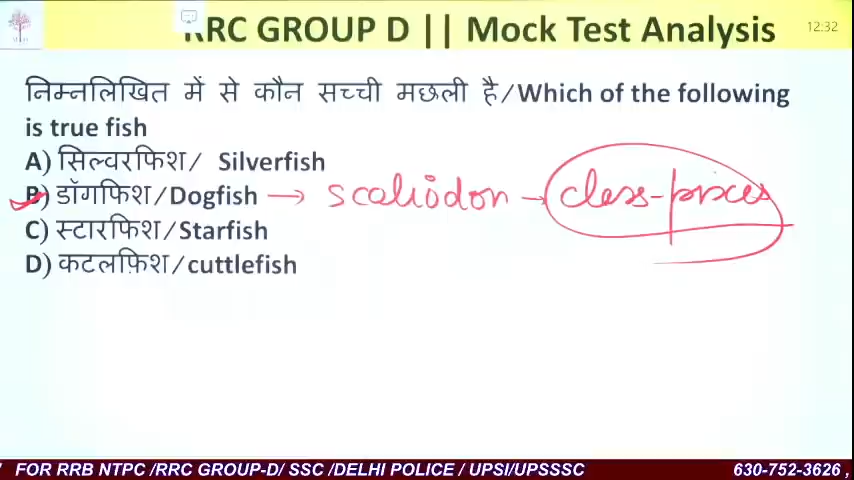 RRC GROUP D || Mock Test Analysis
12:32
निम्नलिखित में से कौन सच्ची मछली है/Which of the following
is true fish
A) सिल्वरफिश/ Silverfish
B) डॉगफिश/Dogfish → scaliodon → class-pisces
C) स्टारफिश/Starfish
D) कटलफ़िश/cuttlefish
FOR RRB NTPC /RRC GROUP-D/ SSC /DELHI POLICE / UPSI/UPSSSC 630-752-3626 ,